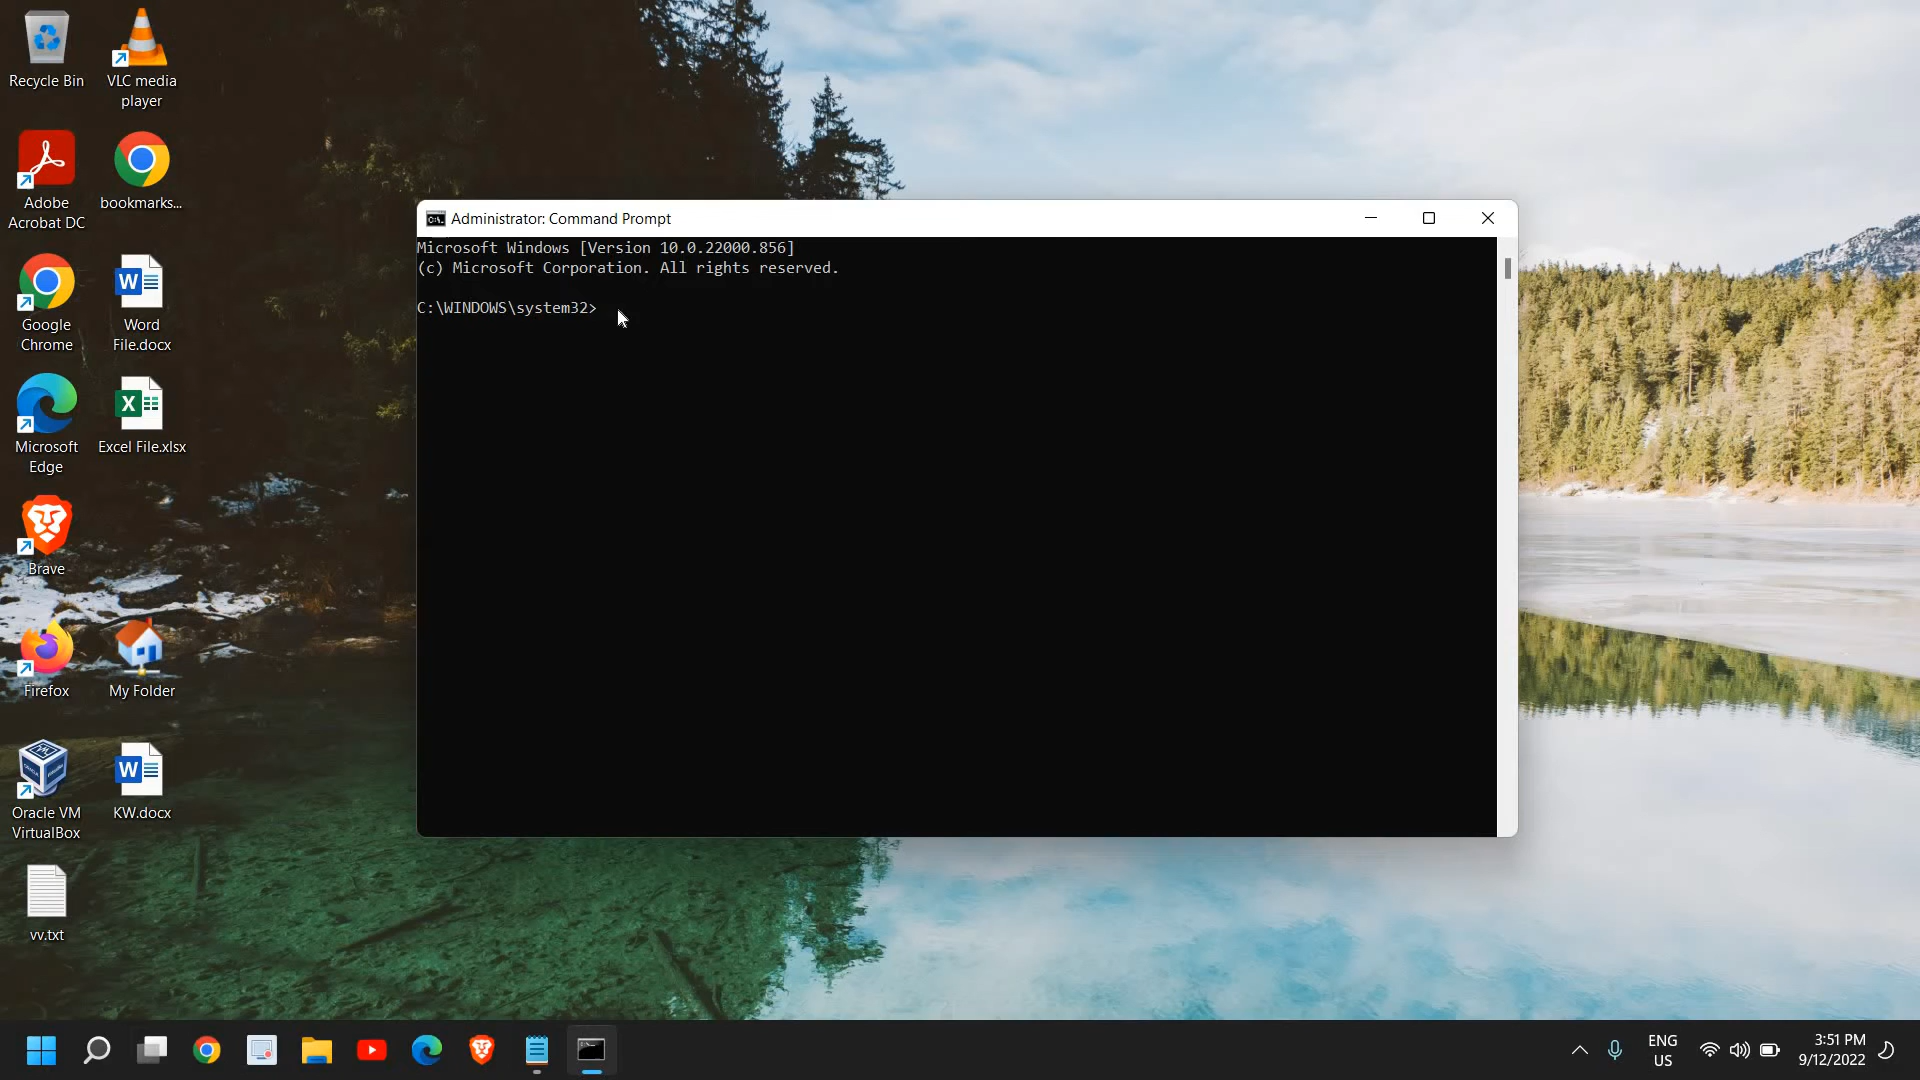 Recycle Bin
VLC media
player
Adobe
Acrobat DC
bookmarks...
Google
Chrome
Word
File.docx
Microsoft
Edge
Excel File.xlsx
Brave
Firefox
My Folder
Oracle VM
VirtualBox
KW.docx
vv.txt
Administrator: Command Prompt
Microsoft Windows [Version 10.0.22000.856]
(c) Microsoft Corporation. All rights reserved.
C:\WINDOWS\system32>
ENG
US
3:51 PM
9/12/2022